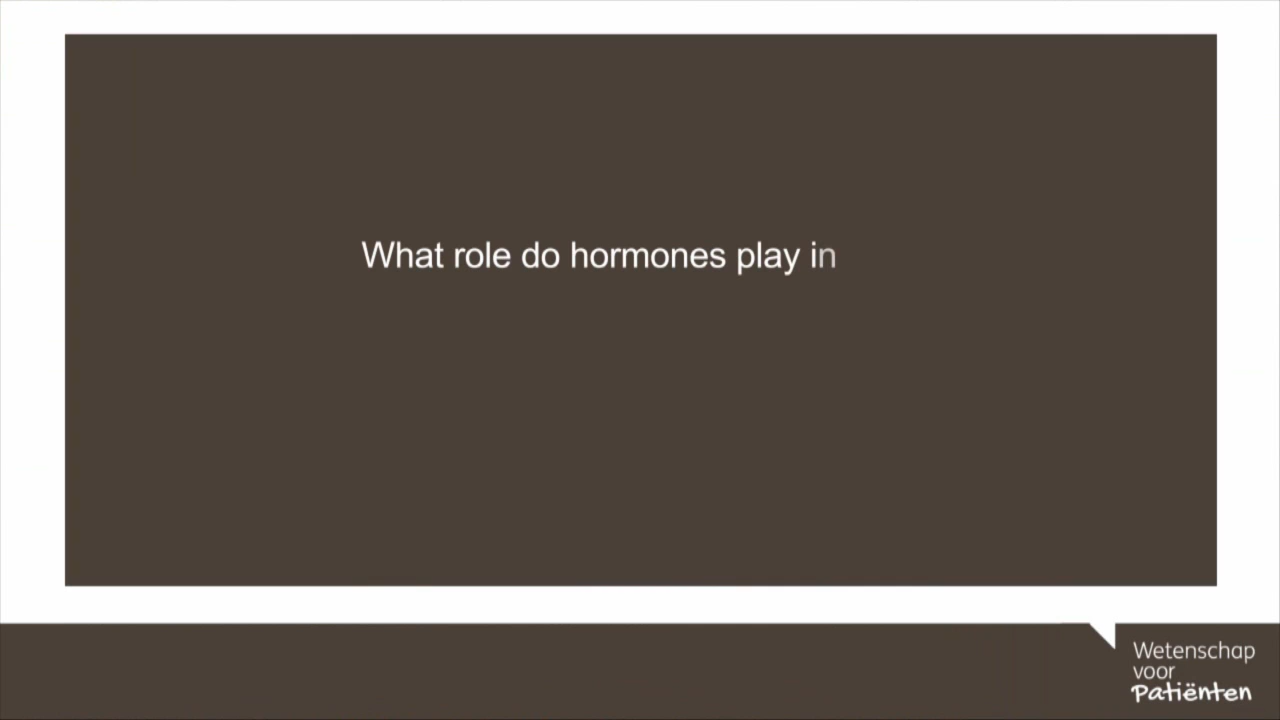 What role do hormones play in
Wetenschap
voor
Patiënten